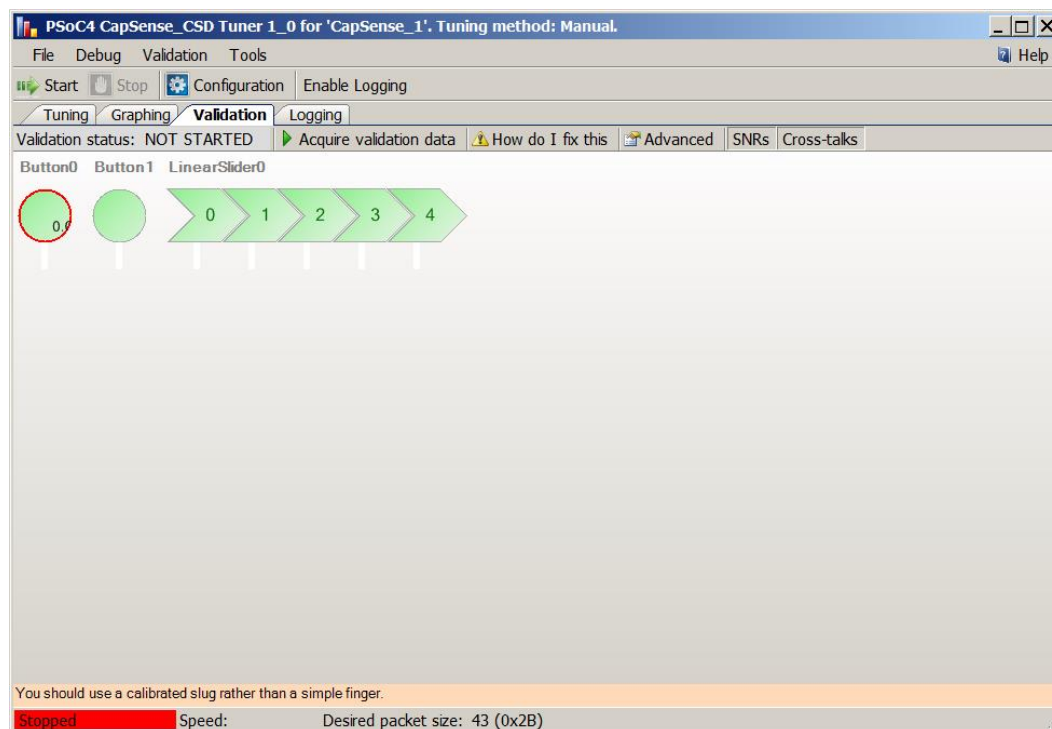 PSoC4 CapSense_CSD Tuner 1_0 for 'CapSense_1'. Tuning method: Manual.
File Debug Validation Tools Help
Start Stop Configuration Enable Logging
Tuning Graphing Validation Logging
Validation status: NOT STARTED Acquire validation data How do I fix this Advanced SNRs Cross-talks
Button0 Button1 LinearSlider0
0,0 0 1 2 3 4
You should use a calibrated slug rather than a simple finger.
Stopped Speed: Desired packet size: 43 (0x2B)